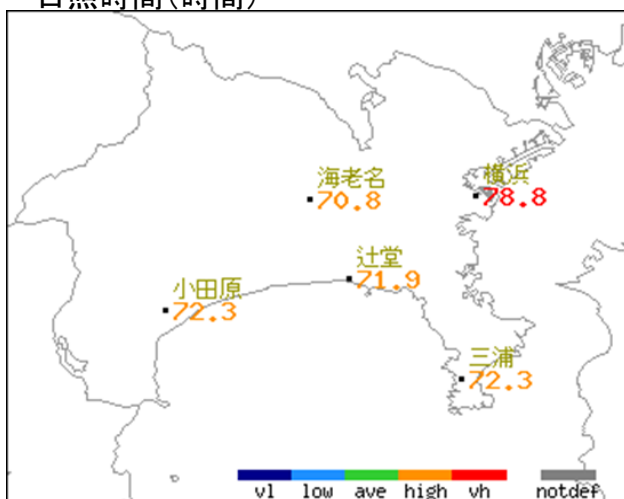 日照時間(時間)
海老名
70.8
横浜
78.8
辻堂
71.9
小田原
72.3
三浦
72.3
vl low ave high vh notdef